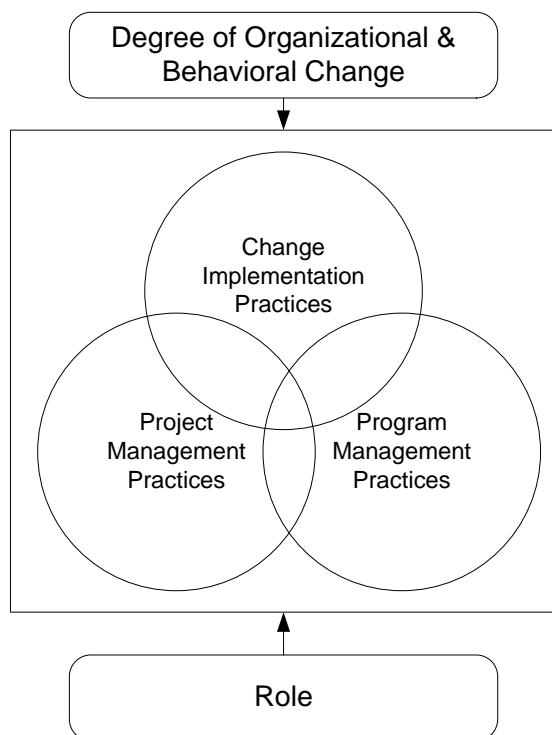 Degree of Organizational &
Behavioral Change
Change
Implementation
Practices
Project
Management
Practices
Program
Management
Practices
Role